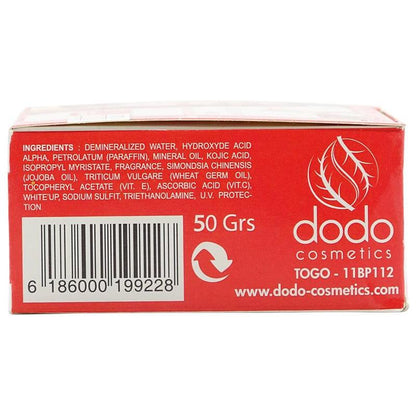 INGREDIENTS : DEMINERALIZED WATER, HYDROXYDE ACID
ALPHA, PETROLATUM (PARAFFIN), MINERAL OIL, KOJIC ACID,
ISOPROPYL MYRISTATE, FRAGRANCE, SIMONDSIA CHINENSIS
(JOJOBA OIL), TRITICUM VULGARE (WHEAT GERM OIL),
TOCOPHERYL ACETATE (VIT. E), ASCORBIC ACID (VIT.C).
WHITE'UP, SODIUM SULFIT, TRIETHANOLAMINE, U.V. PROTEC-
TION
6 186000 199228
50 Grs
dodo
cosmetics
TOGO - 11BP112
www.dodo-cosmetics.com